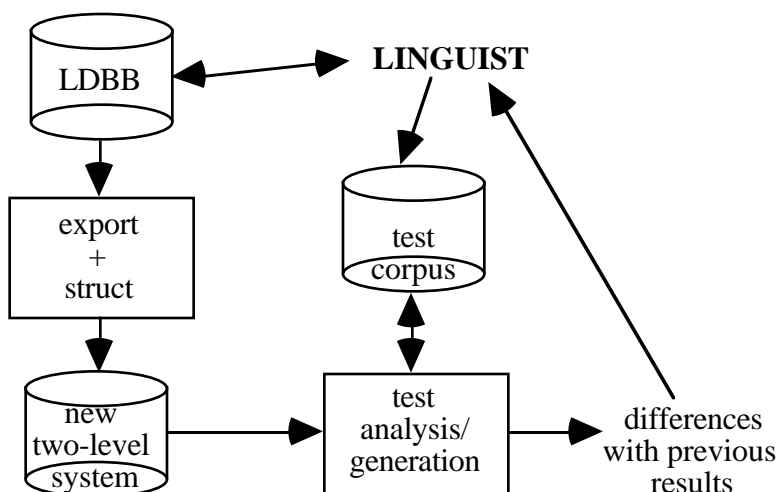 LDBB
LINGUIST
export
+
struct
test
corpus
new
two-level
system
test
analysis/
generation
differences
with previous
results